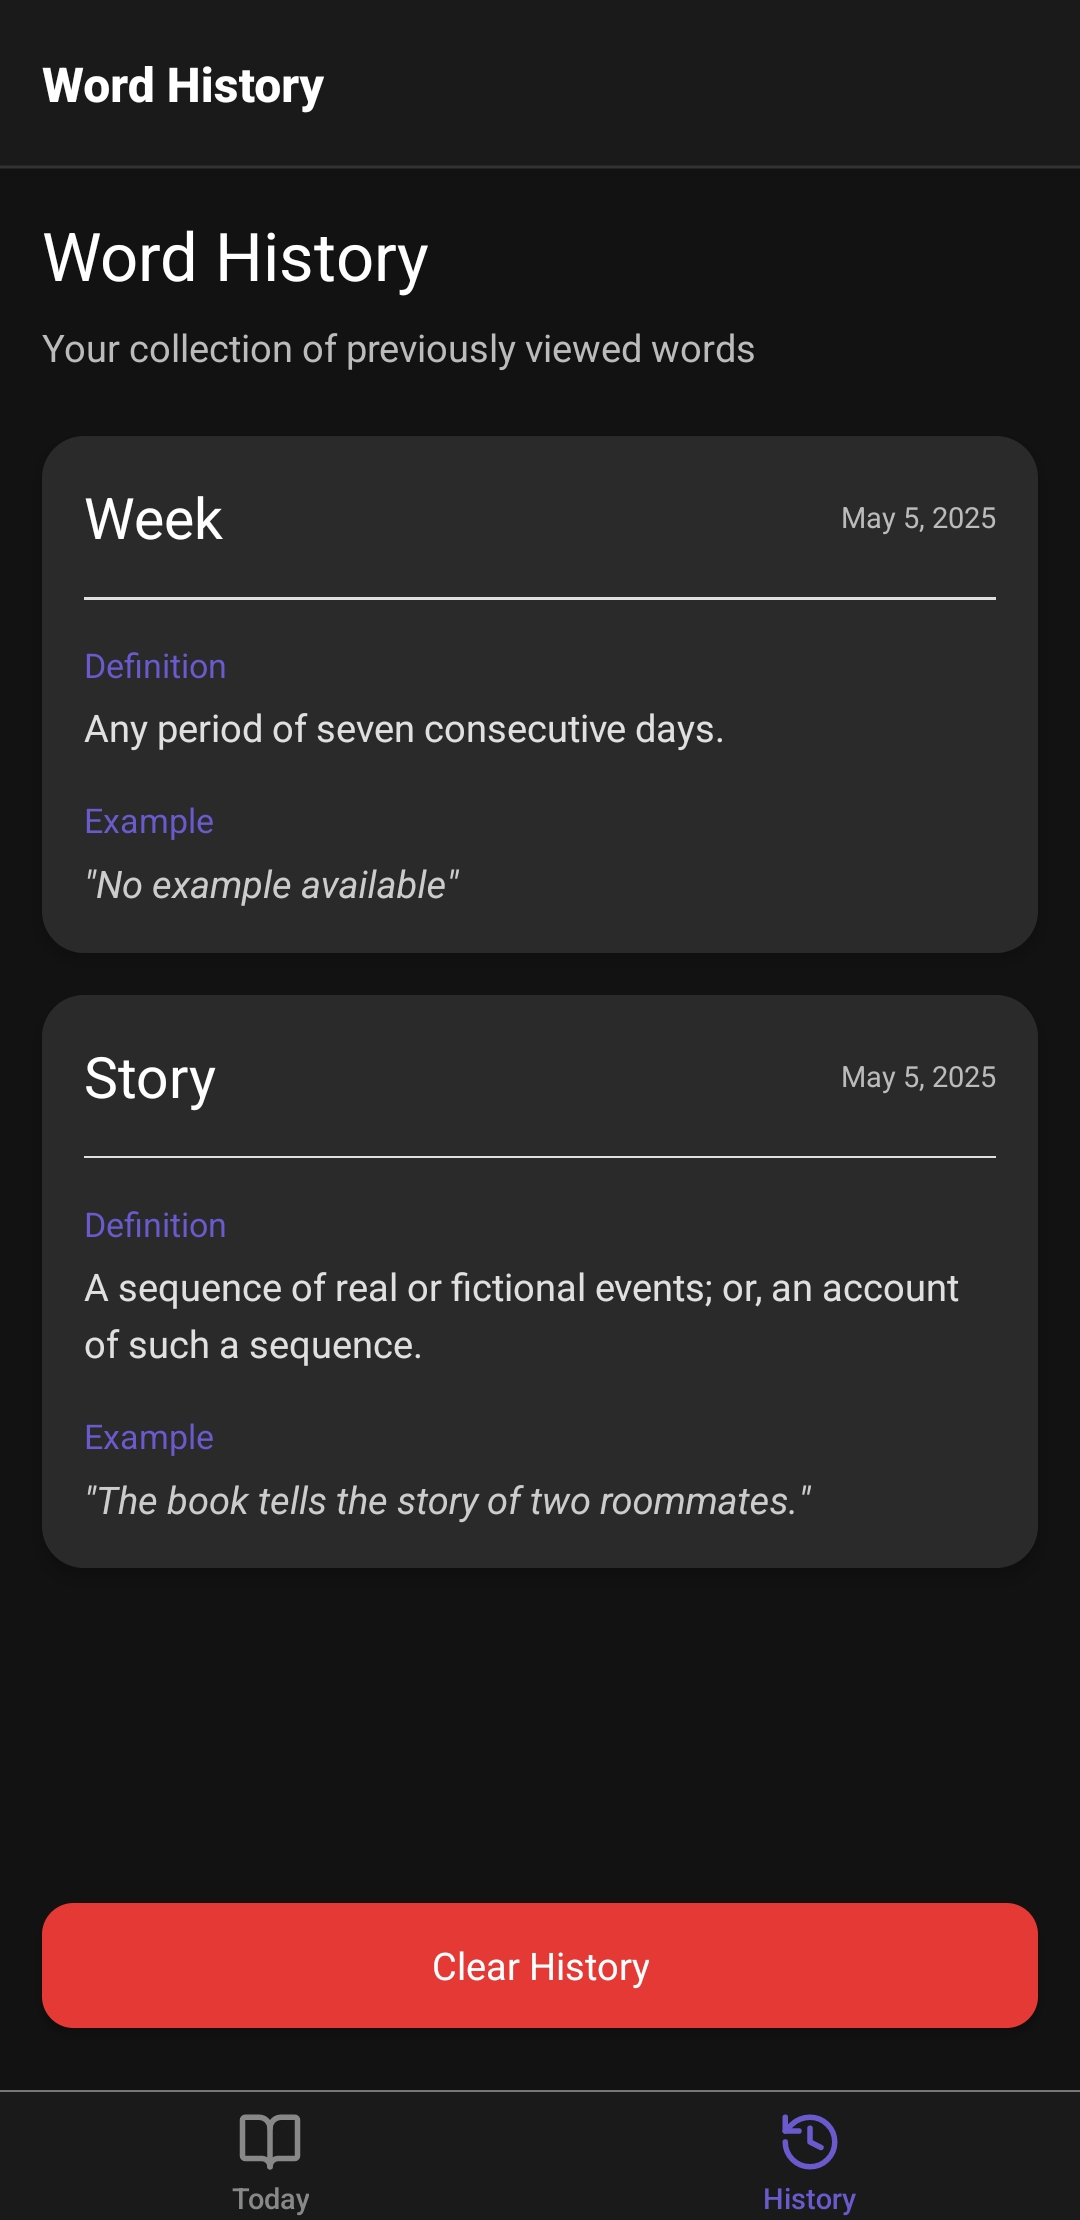 Word History
Word History
Your collection of previously viewed words
Week
May 5, 2025
Definition
Any period of seven consecutive days.
Example
"No example available"
Story
May 5, 2025
Definition
A sequence of real or fictional events; or, an account
of such a sequence.
Example
"The book tells the story of two roommates."
Clear History
Today
History